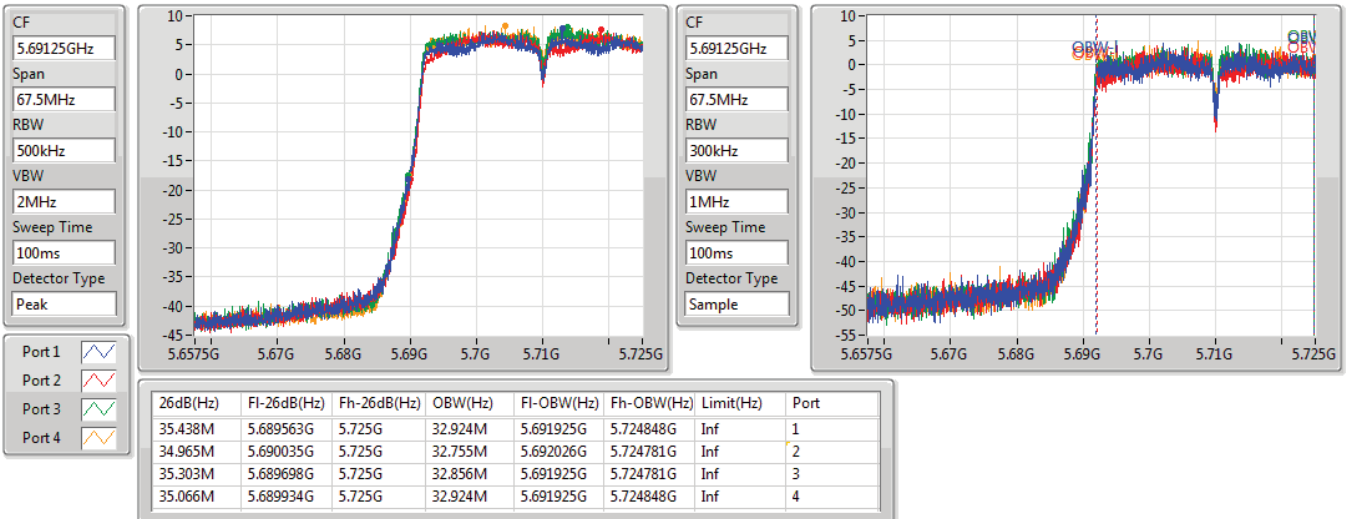 CF
5.69125GHz
Span
67.5MHz
RBW
500kHz
VBW
2MHz
Sweep Time
100ms
Detector Type
Peak
10
5
0
-5
-10
-15
-20
-25
-30
-35
-40
-45
5.6575G 5.67G 5.68G 5.69G 5.7G 5.71G 5.725G
CF
5.69125GHz
Span
67.5MHz
RBW
300kHz
VBW
1MHz
Sweep Time
100ms
Detector Type
Sample
10
5
0
-5
-10
-15
-20
-25
-30
-35
-40
-45
-50
-55
OBW-l
OBW
OBV
OBV
5.6575G 5.67G 5.68G 5.69G 5.7G 5.71G 5.725G
Port 1
Port 2
Port 3
Port 4
26dB(Hz) Fl-26dB(Hz) Fh-26dB(Hz) OBW(Hz) Fl-OBW(Hz) Fh-OBW(Hz) Limit(Hz) Port
35.438M 5.689563G 5.725G 32.924M 5.691925G 5.724848G Inf 1
34.965M 5.690035G 5.725G 32.755M 5.692026G 5.724781G Inf 2
35.303M 5.689698G 5.725G 32.856M 5.691925G 5.724781G Inf 3
35.066M 5.689934G 5.725G 32.924M 5.691925G 5.724848G Inf 4